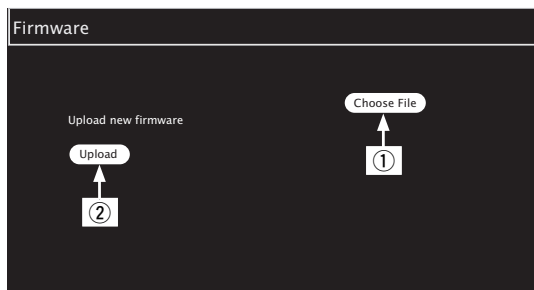 Firmware
Choose File
Upload new firmware
Upload
①
②